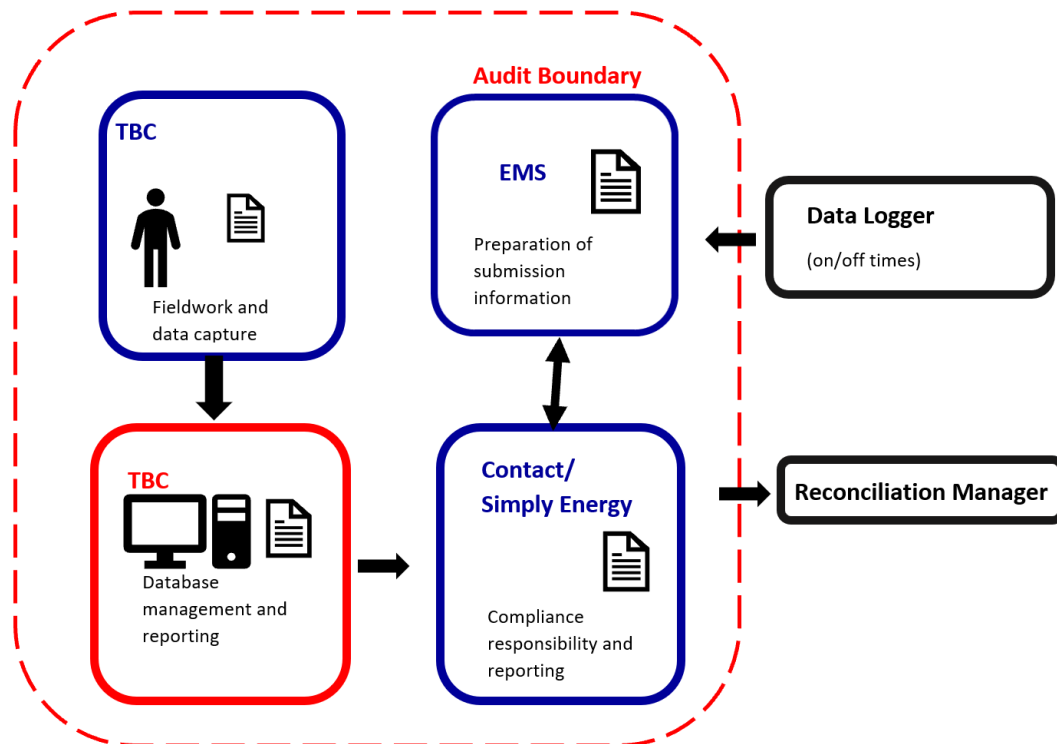 Audit Boundary
TBC
Fieldwork and
data capture
EMS
Preparation of
submission
information
Data Logger
(on/off times)
TBC
Database
management and
reporting
Contact/
Simply Energy
Compliance
responsibility and
reporting
Reconciliation Manager